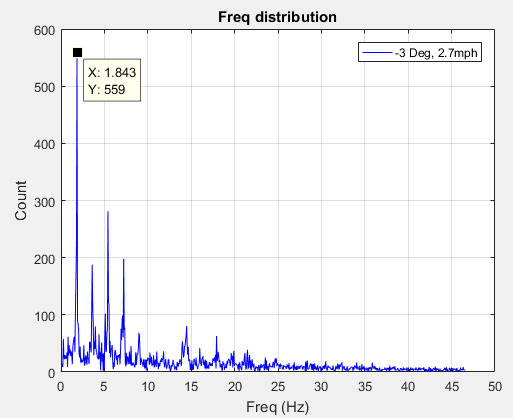 Freq distribution
600
500
400
300
200
100
0
Count
-3 Deg, 2.7mph
X: 1.843
Y: 559
0 5 10 15 20 25 30 35 40 45 50
Freq (Hz)